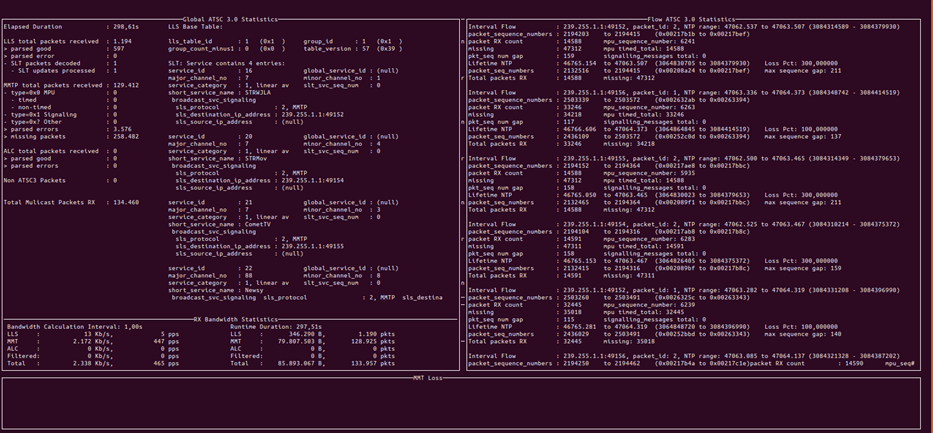 Global ATSC 3.0 Statistics
Elapsed Duration : 298,61s LLS Base Table:
LLS total packets received : 1.194 lls_table_id : 1 (0x1 ) group_id : 1 (0x1 )
> parsed good : 597 group_count_minus1 : 0 (0x0 ) table_version : 57 (0x39 )
> parsed error : 0
- SLT packets decoded : 1 SLT: Service contains 4 entries:
- SLT updates processed : 1 service_id : 16 global_service_id : (null)
major_channel_no : 7 minor_channel_no : 1
MMTP total packets received : 129.412 service_category : 1, linear av slt_svc_seq_num : 0
- type=0x0 MPU : 0 short_service_name : STRWJLA
- timed : 0 broadcast_svc_signaling
- non-timed : 0 sls_protocol : 2, MMTP
- type=0x1 Signaling : 0 sls_destination_ip_address : 239.255.1.1:49152
- type=0x? Other : 0 sls_source_ip_address : (null)
> parsed errors : 3.576
> missing packets : 258.482 service_id : 20 global_service_id : (null)
major_channel_no : 7 minor_channel_no : 4
ALC total packets received : 0 service_category : 1, linear av slt_svc_seq_num : 0
> parsed good : 0 short_service_name : STRMov
> parsed errors : 0 broadcast_svc_signaling
sls_protocol : 2, MMTP
Non ATSC3 Packets : 0 sls_destination_ip_address : 239.255.1.1:49154
sls_source_ip_address : (null)
Total Mulicast Packets RX : 134.460 service_id : 21 global_service_id : (null)
major_channel_no : 7 minor_channel_no : 3
service_category : 1, linear av slt_svc_seq_num : 0
short_service_name : CometTV
broadcast_svc_signaling
sls_protocol : 2, MMTP
sls_destination_ip_address : 239.255.1.1:49155
sls_source_ip_address : (null)
service_id : 22 global_service_id : (null)
major_channel_no : 88 minor_channel_no : 8
service_category : 1, linear av slt_svc_seq_num : 0
short_service_name : Newsy
broadcast_svc_signaling sls_protocol : 2, MMTP sls_destina
RX Bandwidth Statistics
Bandwidth Calculation Interval: 1,00s Runtime Duration: 297,51s
LLS : 13 Kb/s, 5 pps LLS : 346.290 B, 1.190 pkts
MMT : 2.172 Kb/s, 447 pps MMT : 79.807.503 B, 128.925 pkts
ALC : 0 Kb/s, 0 pps ALC : 0 B, 0 pkts
Filtered: 0 Kb/s, 0 pps Filtered: 0 B, 0 pkts
Total : 2.338 Kb/s, 465 pps Total : 85.893.067 B, 133.957 pkts
Flow ATSC 3.0 Statistics
Interval Flow : 239.255.1.1:49152, packet_id: 2, NTP range: 47062.537 to 47063.507 (3084314589 - 3084379930)
packet_sequence_numbers : 2194203 to 2194415 (0x00217b1b to 0x00217bef)
packet RX count : 14588 mpu_sequence_number: 6241
missing : 47312 mpu timed_total: 14588
pkt_seq num gap : 159 signalling_messages total: 0
Lifetime NTP : 46765.154 to 47063.507 (3064830705 - 3084379930) Loss Pct: 300,000000
packet_sequence_numbers : 2132516 to 2194415 (0x00208a24 to 0x00217bef) max sequence gap: 211
Total packets RX : 14588 missing: 47312
Interval Flow : 239.255.1.1:49156, packet_id: 1, NTP range: 47063.336 to 47064.373 (3084348742 - 3084414519)
packet_sequence_numbers : 2503339 to 2503572 (0x002632ab to 0x00263394)
packet RX count : 33246 mpu_sequence_number: 6263
missing : 34218 mpu timed_total: 33246
pkt_seq num gap : 117 signalling_messages total: 0
Lifetime NTP : 46766.606 to 47064.373 (3064864845 - 3084414519) Loss Pct: 100,000000
packet_sequence_numbers : 2436109 to 2503572 (0x00252c0d to 0x00263394) max sequence gap: 137
Total packets RX : 33246 missing: 34218
Interval Flow : 239.255.1.1:49155, packet_id: 2, NTP range: 47062.500 to 47063.465 (3084314349 - 3084379653)
packet_sequence_numbers : 2194152 to 2194364 (0x00217ae8 to 0x00217bbc)
packet RX count : 14588 mpu_sequence_number: 5935
missing : 47312 mpu timed_total: 14588
pkt_seq num gap : 158 signalling_messages total: 0
Lifetime NTP : 46765.050 to 47063.465 (3064830023 - 3084379653) Loss Pct: 300,000000
packet_sequence_numbers : 2132465 to 2194364 (0x002089f1 to 0x00217bbc) max sequence gap: 211
Total packets RX : 14588 missing: 47312
Interval Flow : 239.255.1.1:49154, packet_id: 2, NTP range: 47062.525 to 47063.467 (3084310214 - 3084375372)
packet_sequence_numbers : 2194104 to 2194316 (0x00217ab8 to 0x00217b8c)
packet RX count : 14591 mpu_sequence_number: 6283
missing : 47311 mpu timed_total: 14591
pkt_seq num gap : 158 signalling_messages total: 0
Lifetime NTP : 46765.153 to 47063.467 (3064826405 - 3084375372) Loss Pct: 300,000000
packet_sequence_numbers : 2132415 to 2194316 (0x002089bf to 0x00217b8c) max sequence gap: 159
Total packets RX : 14591 missing: 47311
Interval Flow : 239.255.1.1:49152, packet_id: 1, NTP range: 47063.282 to 47064.319 (3084331208 - 3084396990)
packet_sequence_numbers : 2503260 to 2503491 (0x0026325c to 0x00263343)
packet RX count : 32445 mpu_sequence_number: 6239
missing : 35018 mpu timed_total: 32445
pkt_seq num gap : 115 signalling_messages total: 0
Lifetime NTP : 46765.281 to 47064.319 (3064848720 - 3084396990) Loss Pct: 100,000000
packet_sequence_numbers : 2436029 to 2503491 (0x00252bbd to 0x00263343) max sequence gap: 140
Total packets RX : 32445 missing: 35018
Interval Flow : 239.255.1.1:49156, packet_id: 2, NTP range: 47063.085 to 47064.137 (3084321328 - 3084387202)
packet_sequence_numbers : 2194250 to 2194462 (0x00217b4a to 0x00217c1e)packet RX count : 14590 mpu_seq#
MMT Loss